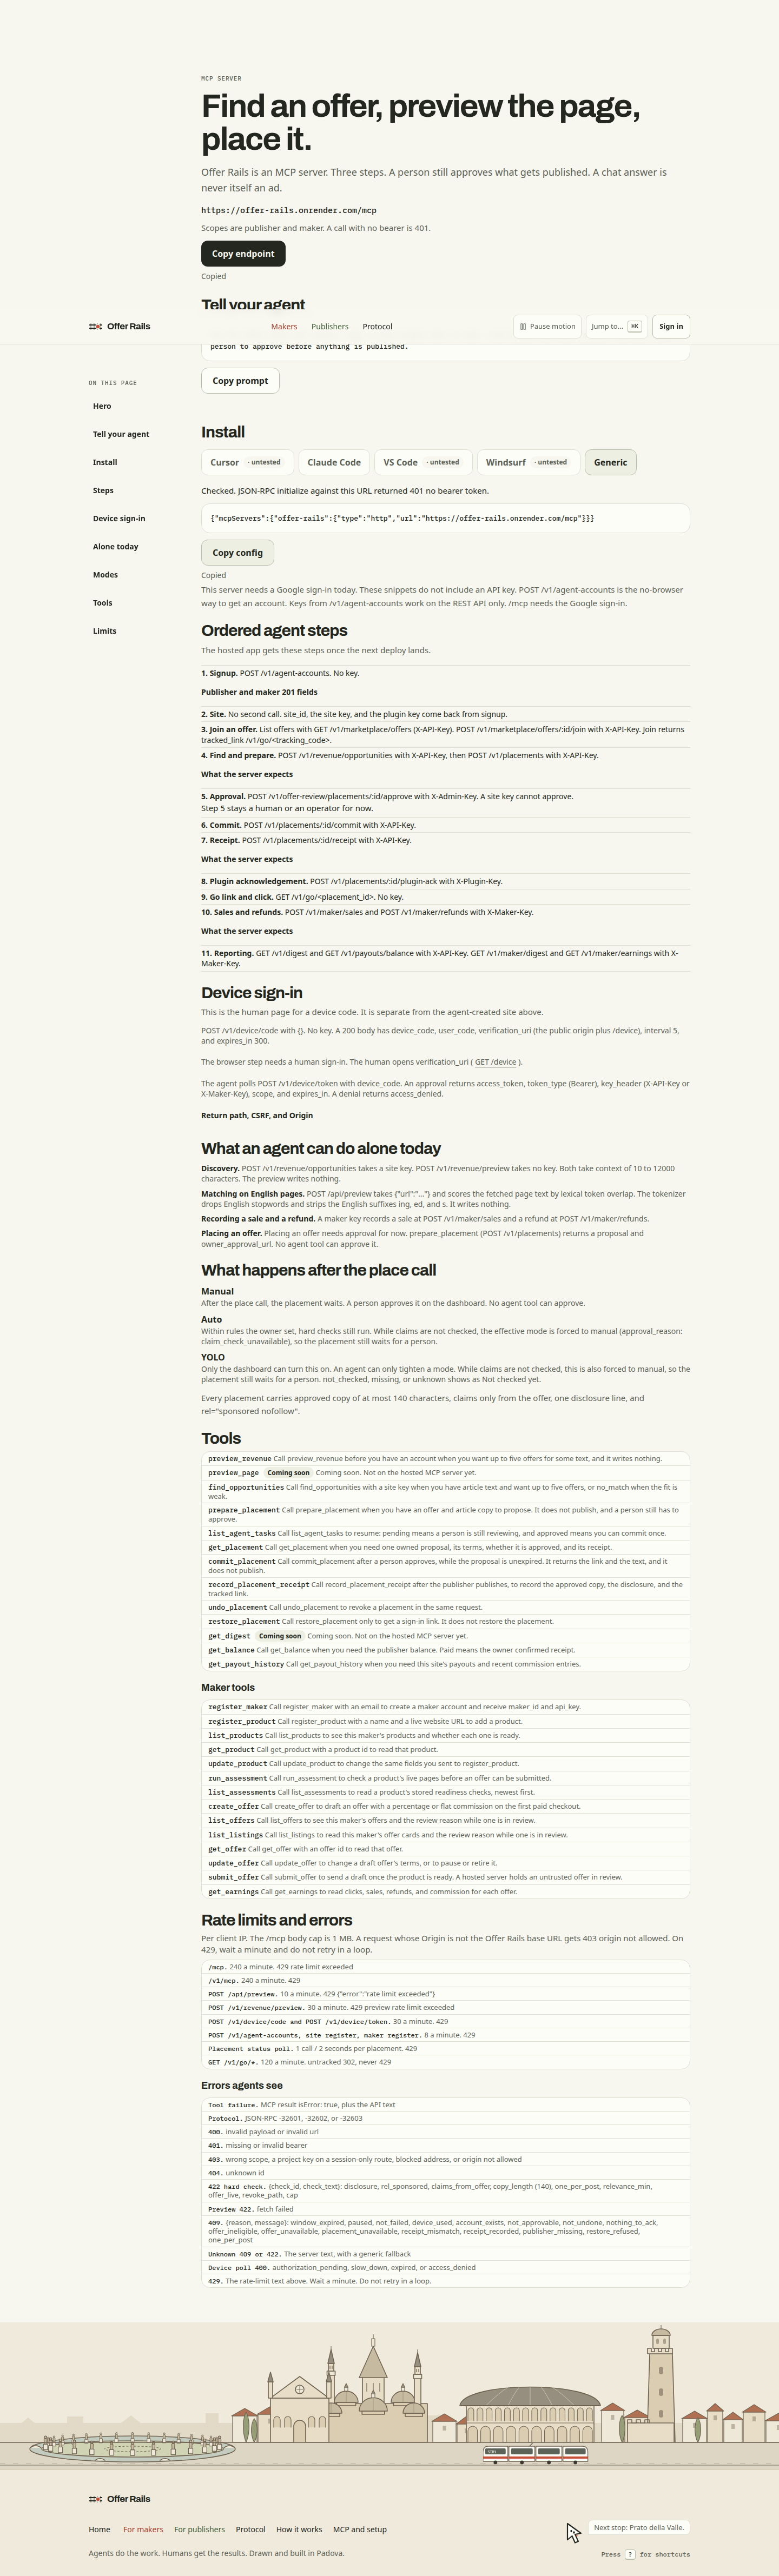 MCP SERVER
Find an offer, preview the page,
place it.
Offer Rails is an MCP server. Three steps. A person still approves what gets published. A chat answer is
never itself an ad.
https://offer-rails.onrender.com/mcp
Scopes are publisher and maker. A call with no bearer is 401.
Copy endpoint
Copied
Tell your agent
Offer Rails
Makers Publishers Protocol
Pause motion Jump to... ⌘K Sign in
person to approve before anything is published.
Copy prompt
ON THIS PAGE
Hero
Tell your agent
Install
Steps
Device sign-in
Alone today
Modes
Tools
Limits
Install
Cursor · untested Claude Code VS Code · untested Windsurf · untested Generic
Checked. JSON-RPC initialize against this URL returned 401 no bearer token.
{"mcpServers":{"offer-rails":{"type":"http","url":"https://offer-rails.onrender.com/mcp"}}}
Copy config
Copied
This server needs a Google sign-in today. These snippets do not include an API key. POST /v1/agent-accounts is the no-browser
way to get an account. Keys from /v1/agent-accounts work on the REST API only. /mcp needs the Google sign-in.
Ordered agent steps
The hosted app gets these steps once the next deploy lands.
1. Signup. POST /v1/agent-accounts. No key.
Publisher and maker 201 fields
2. Site. No second call. site_id, the site key, and the plugin key come back from signup.
3. Join an offer. List offers with GET /v1/marketplace/offers (X-API-Key). POST /v1/marketplace/offers/:id/join with X-API-Key. Join returns
tracked_link /v1/go/<tracking_code>.
4. Find and prepare. POST /v1/revenue/opportunities with X-API-Key, then POST /v1/placements with X-API-Key.
What the server expects
5. Approval. POST /v1/offer-review/placements/:id/approve with X-Admin-Key. A site key cannot approve.
Step 5 stays a human or an operator for now.
6. Commit. POST /v1/placements/:id/commit with X-API-Key.
7. Receipt. POST /v1/placements/:id/receipt with X-API-Key.
What the server expects
8. Plugin acknowledgement. POST /v1/placements/:id/plugin-ack with X-Plugin-Key.
9. Go link and click. GET /v1/go/<placement_id>. No key.
10. Sales and refunds. POST /v1/maker/sales and POST /v1/maker/refunds with X-Maker-Key.
What the server expects
11. Reporting. GET /v1/digest and GET /v1/payouts/balance with X-API-Key. GET /v1/maker/digest and GET /v1/maker/earnings with X-
Maker-Key.
Device sign-in
This is the human page for a device code. It is separate from the agent-created site above.
POST /v1/device/code with {}. No key. A 200 body has device_code, user_code, verification_uri (the public origin plus /device), interval 5,
and expires_in 300.
The browser step needs a human sign-in. The human opens verification_uri ( GET /device ).
The agent polls POST /v1/device/token with device_code. An approval returns access_token, token_type (Bearer), key_header (X-API-Key or
X-Maker-Key), scope, and expires_in. A denial returns access_denied.
Return path, CSRF, and Origin
What an agent can do alone today
Discovery. POST /v1/revenue/opportunities takes a site key. POST /v1/revenue/preview takes no key. Both take context of 10 to 12000
characters. The preview writes nothing.
Matching on English pages. POST /api/preview takes {"url":"..."} and scores the fetched page text by lexical token overlap. The tokenizer
drops English stopwords and strips the English suffixes ing, ed, and s. It writes nothing.
Recording a sale and a refund. A maker key records a sale at POST /v1/maker/sales and a refund at POST /v1/maker/refunds.
Placing an offer. Placing an offer needs approval for now. prepare_placement (POST /v1/placements) returns a proposal and
owner_approval_url. No agent tool can approve it.
What happens after the place call
Manual
After the place call, the placement waits. A person approves it on the dashboard. No agent tool can approve.
Auto
Within rules the owner set, hard checks still run. While claims are not checked, the effective mode is forced to manual (approval_reason:
claim_check_unavailable), so the placement still waits for a person.
YOLO
Only the dashboard can turn this on. An agent can only tighten a mode. While claims are not checked, this is also forced to manual, so the
placement still waits for a person. not_checked, missing, or unknown shows as Not checked yet.
Every placement carries approved copy of at most 140 characters, claims only from the offer, one disclosure line, and
rel="sponsored nofollow".
Tools
preview_revenue Call preview_revenue before you have an account when you want up to five offers for some text, and it writes nothing.
preview_page Coming soon Coming soon. Not on the hosted MCP server yet.
find_opportunities Call find_opportunities with a site key when you have article text and want up to five offers, or no_match when the fit is
weak.
prepare_placement Call prepare_placement when you have an offer and article copy to propose. It does not publish, and a person still has to
approve.
list_agent_tasks Call list_agent_tasks to resume: pending means a person is still reviewing, and approved means you can commit once.
get_placement Call get_placement when you need one owned proposal, its terms, whether it is approved, and its receipt.
commit_placement Call commit_placement after a person approves, while the proposal is unexpired. It returns the link and the text, and it
does not publish.
record_placement_receipt Call record_placement_receipt after the publisher publishes, to record the approved copy, the disclosure, and the
tracked link.
undo_placement Call undo_placement to revoke a placement in the same request.
restore_placement Call restore_placement only to get a sign-in link. It does not restore the placement.
get_digest Coming soon Coming soon. Not on the hosted MCP server yet.
get_balance Call get_balance when you need the publisher balance. Paid means the owner confirmed receipt.
get_payout_history Call get_payout_history when you need this site's payouts and recent commission entries.
Maker tools
register_maker Call register_maker with an email to create a maker account and receive maker_id and api_key.
register_product Call register_product with a name and a live website URL to add a product.
list_products Call list_products to see this maker's products and whether each one is ready.
get_product Call get_product with a product id to read that product.
update_product Call update_product to change the same fields you sent to register_product.
run_assessment Call run_assessment to check a product's live pages before an offer can be submitted.
list_assessments Call list_assessments to read a product's stored readiness checks, newest first.
create_offer Call create_offer to draft an offer with a percentage or flat commission on the first paid checkout.
list_offers Call list_offers to see this maker's offers and the review reason while one is in review.
list_listings Call list_listings to read this maker's offer cards and the review reason while one is in review.
get_offer Call get_offer with an offer id to read that offer.
update_offer Call update_offer to change a draft offer's terms, or to pause or retire it.
submit_offer Call submit_offer to send a draft once the product is ready. A hosted server holds an untrusted offer in review.
get_earnings Call get_earnings to read clicks, sales, refunds, and commission for each offer.
Rate limits and errors
Per client IP. The /mcp body cap is 1 MB. A request whose Origin is not the Offer Rails base URL gets 403 origin not allowed. On
429, wait a minute and do not retry in a loop.
/mcp. 240 a minute. 429 rate limit exceeded
/v1/mcp. 240 a minute. 429
POST /api/preview. 10 a minute. 429 {"error":"rate limit exceeded"}
POST /v1/revenue/preview. 30 a minute. 429 preview rate limit exceeded
POST /v1/device/code and POST /v1/device/token. 30 a minute. 429
POST /v1/agent-accounts, site register, maker register. 8 a minute. 429
Placement status poll. 1 call / 2 seconds per placement. 429
GET /v1/go/*. 120 a minute. untracked 302, never 429
Errors agents see
Tool failure. MCP result isError: true, plus the API text
Protocol. JSON-RPC -32601, -32602, or -32603
400. invalid payload or invalid url
401. missing or invalid bearer
403. wrong scope, a project key on a session-only route, blocked address, or origin not allowed
404. unknown id
422 hard check. {check_id, check_text}: disclosure, rel_sponsored, claims_from_offer, copy_length (140), one_per_post, relevance_min,
offer_live, revoke_path, cap
Preview 422. fetch failed
409. {reason, message}: window_expired, paused, not_failed, device_used, account_exists, not_approvable, not_undone, nothing_to_ack,
offer_ineligible, offer_unavailable, placement_unavailable, receipt_mismatch, receipt_recorded, publisher_missing, restore_refused,
one_per_post
Unknown 409 or 422. The server text, with a generic fallback
Device poll 400. authorization_pending, slow_down, expired, or access_denied
429. The rate-limit text above. Wait a minute. Do not retry in a loop.
Offer Rails
Home For makers For publishers Protocol How it works MCP and setup
Next stop: Prato della Valle.
Agents do the work. Humans get the results. Drawn and built in Padova.
Press ? for shortcuts